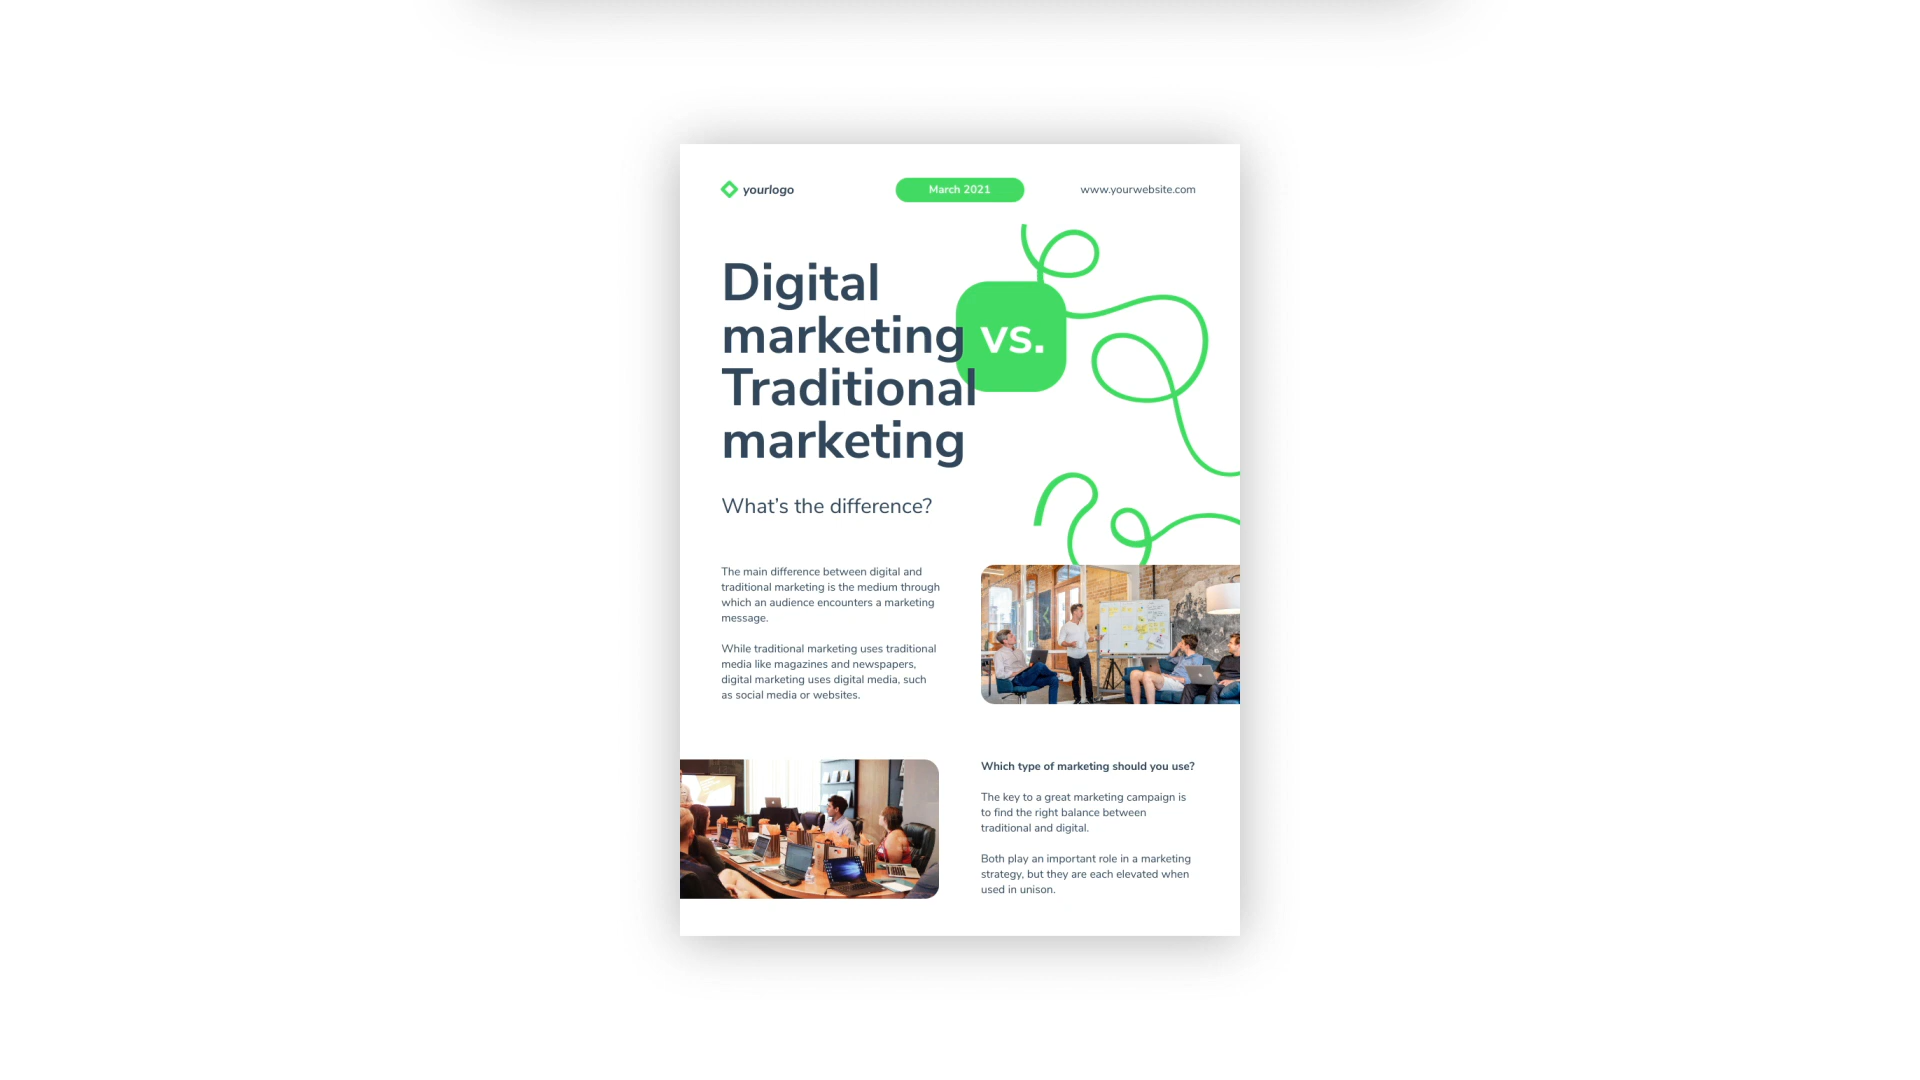 yourlogo
March 2021
www.yourwebsite.com
Digital
marketing vs.
Traditional
marketing
What’s the difference?
The main difference between digital and
traditional marketing is the medium through
which an audience encounters a marketing
message.
While traditional marketing uses traditional
media like magazines and newspapers,
digital marketing uses digital media, such
as social media or websites.
Which type of marketing should you use?
The key to a great marketing campaign is
to find the right balance between
traditional and digital.
Both play an important role in a marketing
strategy, but they are each elevated when
used in unison.